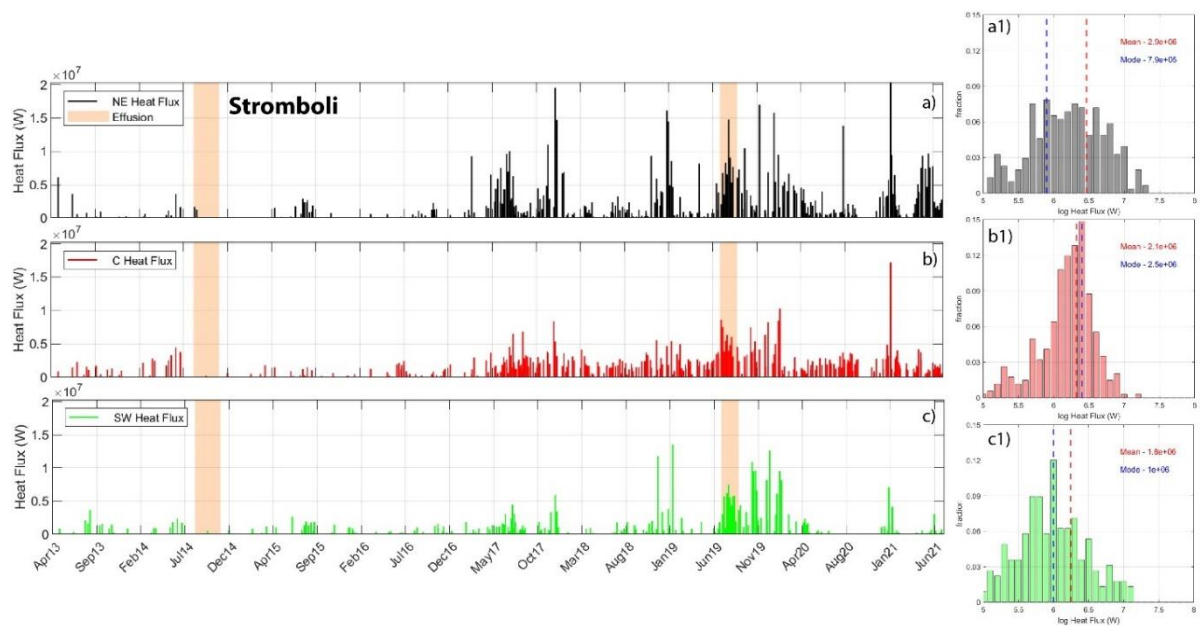 Stromboli
×10⁷
NE Heat Flux
Effusion
a)
Heat Flux (W)
2
1.5
1
0.5
0
×10⁷
C Heat Flux
b)
Heat Flux (W)
2
1.5
1
0.5
0
×10⁷
SW Heat Flux
c)
Heat Flux (W)
2
1.5
1
0.5
0
Apr13 Sep13 Feb14 Jul14 Dec14 Apr15 Sep15 Feb16 Jul16 Dec16 May17 Oct17 Mar18 Aug18 Jan19 Jun19 Nov19 Apr20 Aug20 Jan21 Jun21
a1)
Mean - 2.9e+06
Mode - 7.9e+05
fraction
0.15
0.12
0.09
0.06
0.03
0
5 5.5 6 6.5 7 7.5 8
log Heat Flux (W)
b1)
Mean - 2.1e+06
Mode - 2.5e+06
fraction
0.15
0.12
0.09
0.06
0.03
0
5 5.5 6 6.5 7 7.5 8
log Heat Flux (W)
c1)
Mean - 1.8e+06
Mode - 1e+06
fraction
0.15
0.12
0.09
0.06
0.03
0
5 5.5 6 6.5 7 7.5 8
log Heat Flux (W)